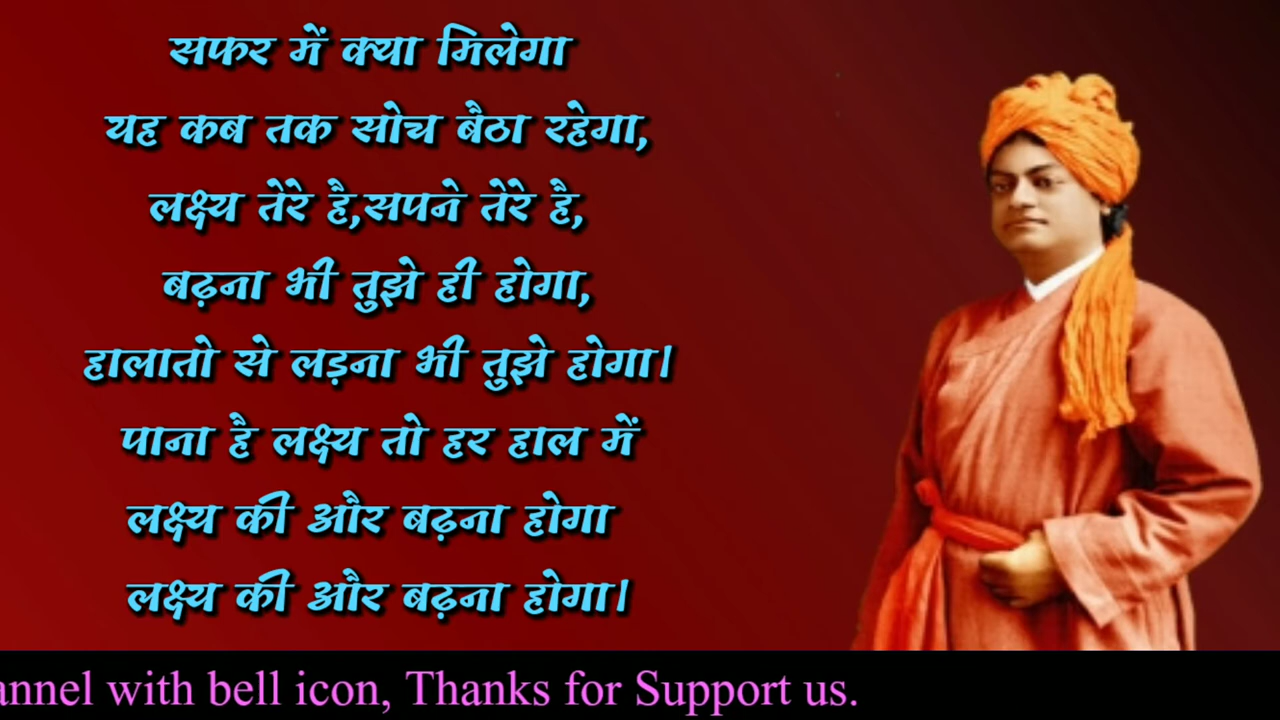 सफर में क्या मिलेगा
यह कब तक सोच बैठा रहेगा,
लक्ष्य तेरे है,सपने तेरे है,
बढ़ना भी तुझे ही होगा,
हालातो से लड़ना भी तुझे होगा।
पाना है लक्ष्य तो हर हाल में
लक्ष्य की और बढ़ना होगा
लक्ष्य की और बढ़ना होगा।
annel with bell icon, Thanks for Support us.